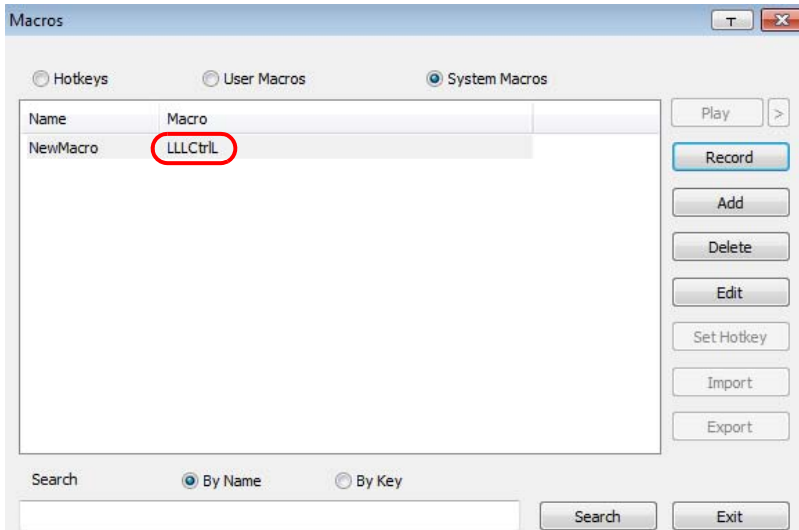 Macros
Hotkeys User Macros System Macros
Name Macro Play >
NewMacro LLLCtrlL Record
Add
Delete
Edit
Set Hotkey
Import
Export
Search By Name By Key
Search Exit